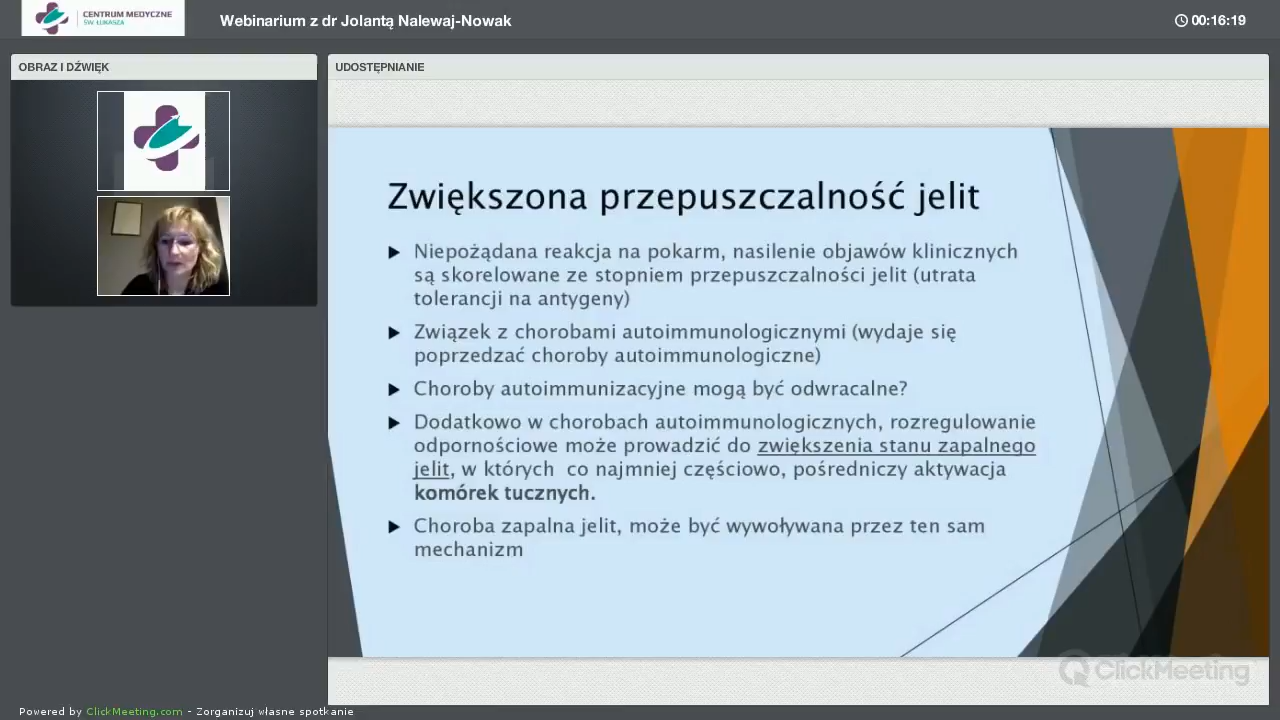 CENTRUM MEDYCZNE
ŚW. ŁUKASZA
Webinarium z dr Jolantą Nalewaj-Nowak
00:16:19
OBRAZ I DŹWIĘK
UDOSTĘPNIANIE
Zwiększona przepuszczalność jelit
Niepożądana reakcja na pokarm, nasilenie objawów klinicznych
są skorelowane ze stopniem przepuszczalności jelit (utrata
tolerancji na antygeny)
Związek z chorobami autoimmunologicznymi (wydaje się
poprzedzać choroby autoimmunologiczne)
Choroby autoimmunizacyjne mogą być odwracalne?
Dodatkowo w chorobach autoimmunologicznych, rozregulowanie
odpornościowe może prowadzić do zwiększenia stanu zapalnego
jelit, w których co najmniej częściowo, pośredniczy aktywacja
komórek tucznych.
Choroba zapalna jelit, może być wywoływana przez ten sam
mechanizm
ClickMeeting
Powered by ClickMeeting.com - Zorganizuj własne spotkanie